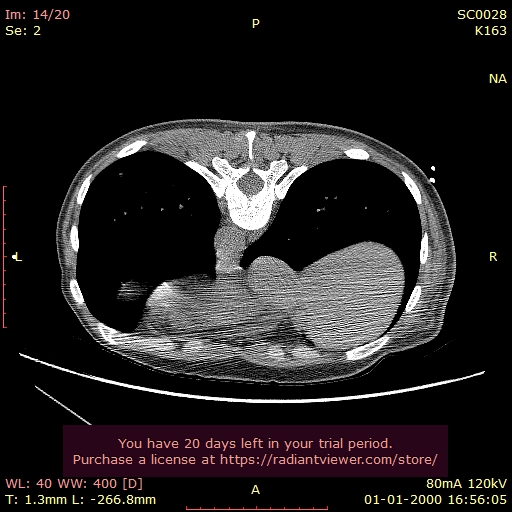 Im: 14/20
Se: 2
P
SC0028
K163
NA
L
R
You have 20 days left in your trial period.
Purchase a license at https://radiantviewer.com/store/
WL: 40 WW: 400 [D]
T: 1.3mm L: -266.8mm
A
80mA 120kV
01-01-2000 16:56:05